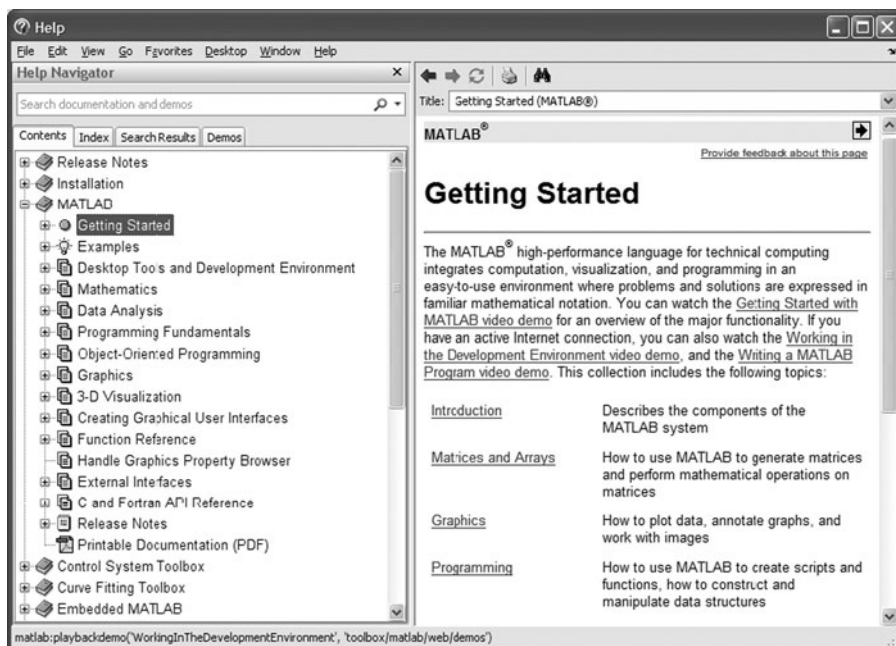 Help
File Edit View Go Favorites Desktop Window Help
Help Navigator
Search documentation and demos
Contents Index Search Results Demos
Release Notes
Installation
MATLAB
Getting Started
Examples
Desktop Tools and Development Environment
Mathematics
Data Analysis
Programming Fundamentals
Object-Oriented Programming
Graphics
3-D Visualization
Creating Graphical User Interfaces
Function Reference
Handle Graphics Property Browser
External Interfaces
C and Fortran API Reference
Release Notes
Printable Documentation (PDF)
Control System Toolbox
Curve Fitting Toolbox
Embedded MATLAB
Title: Getting Started (MATLAB®)
MATLAB®
Provide feedback about this page
Getting Started
The MATLAB® high-performance language for technical computing
integrates computation, visualization, and programming in an
easy-to-use environment where problems and solutions are expressed in
familiar mathematical notation. You can watch the Getting Started with
MATLAB video demo for an overview of the major functionality. If you
have an active Internet connection, you can also watch the Working in
the Development Environment video demo, and the Writing a MATLAB
Program video demo. This collection includes the following topics:
Introduction Describes the components of the
MATLAB system
Matrices and Arrays How to use MATLAB to generate matrices
and perform mathematical operations on
matrices
Graphics How to plot data, annotate graphs, and
work with images
Programming How to use MATLAB to create scripts and
functions, how to construct and
manipulate data structures
matlab:playbackdemo('WorkingInTheDevelopmentEnvironment', 'toolbox/matlab/web/demos')